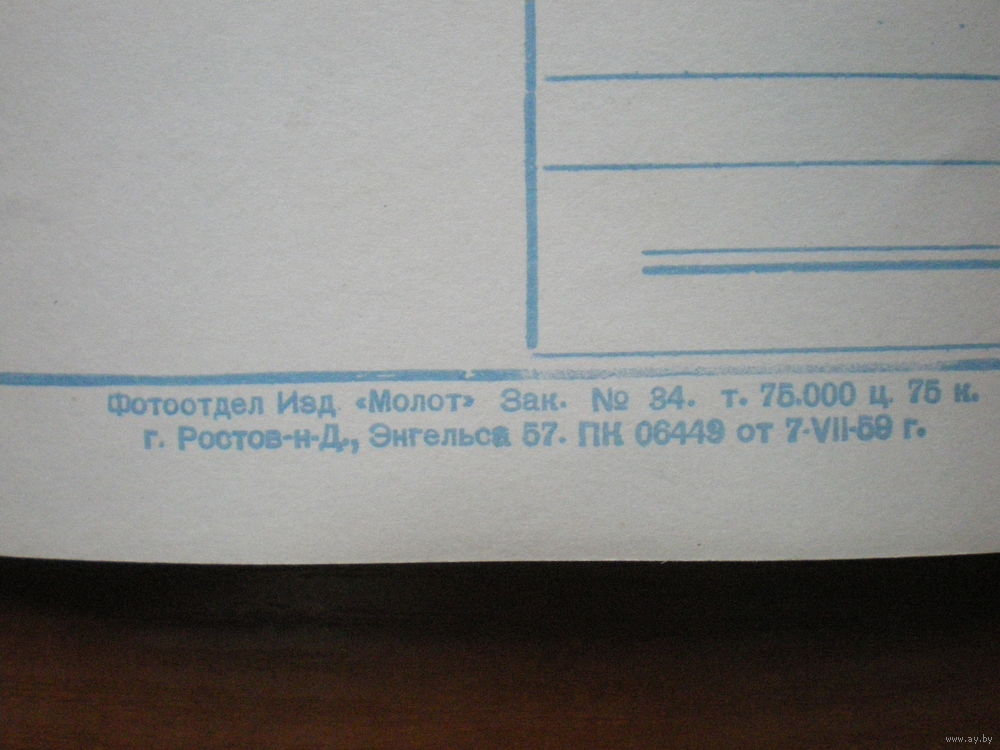 Фотоотдел Изд. «Молот» Зак. № 34. т. 75.000 ц. 75 к.
г. Ростов-н-Д., Энгельса 57. ПК 06449 от 7-VII-59 г.
www.ay.by